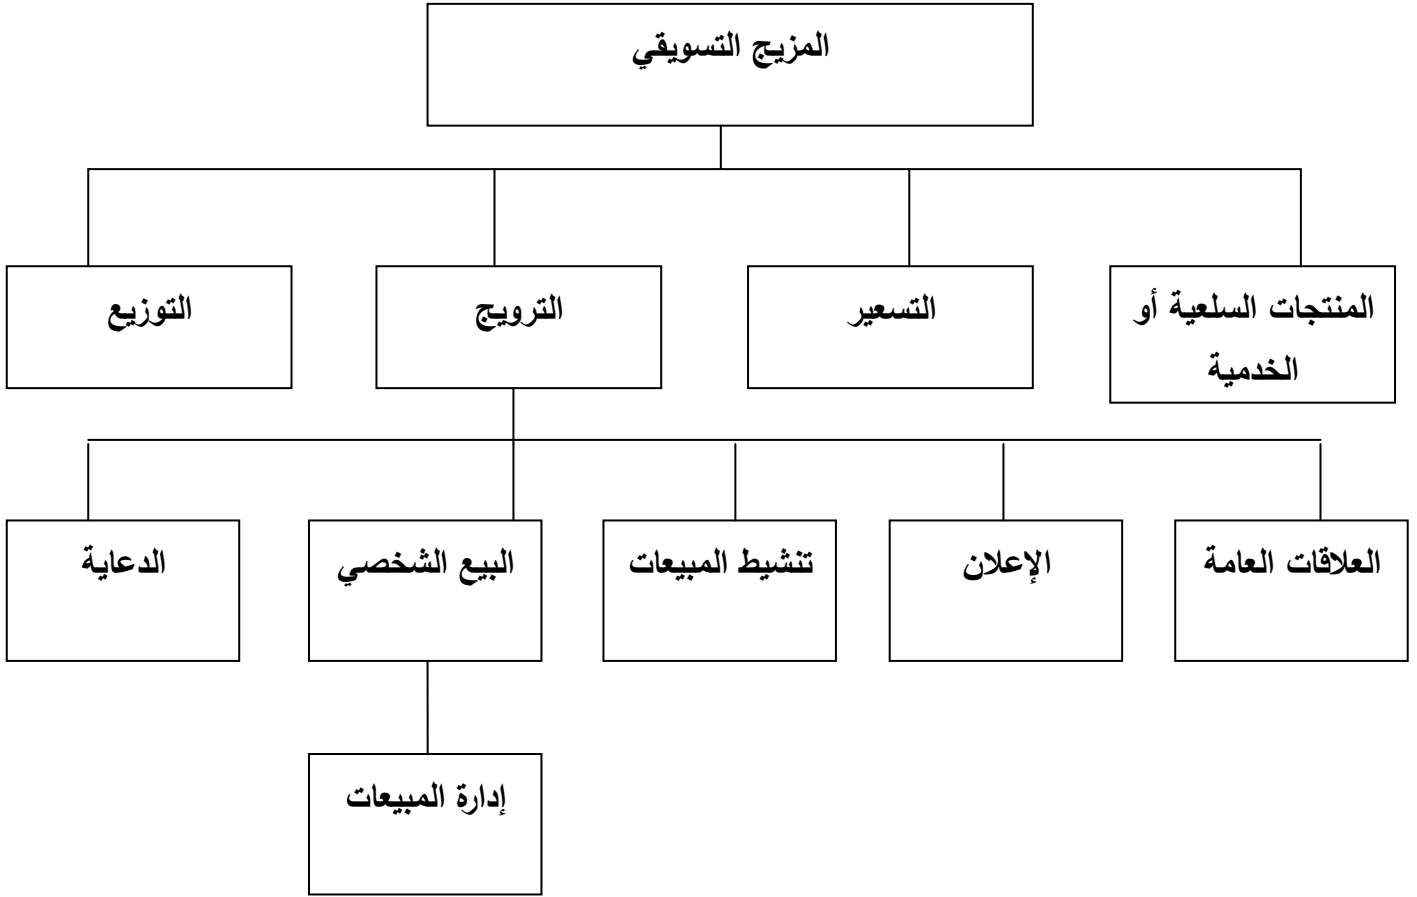 المزيج التسويقي
المنتجات السلعية أو
الخدمية
التسعير
الترويج
التوزيع
العلاقات العامة
الإعلان
تنشيط المبيعات
البيع الشخصي
الدعاية
إدارة المبيعات